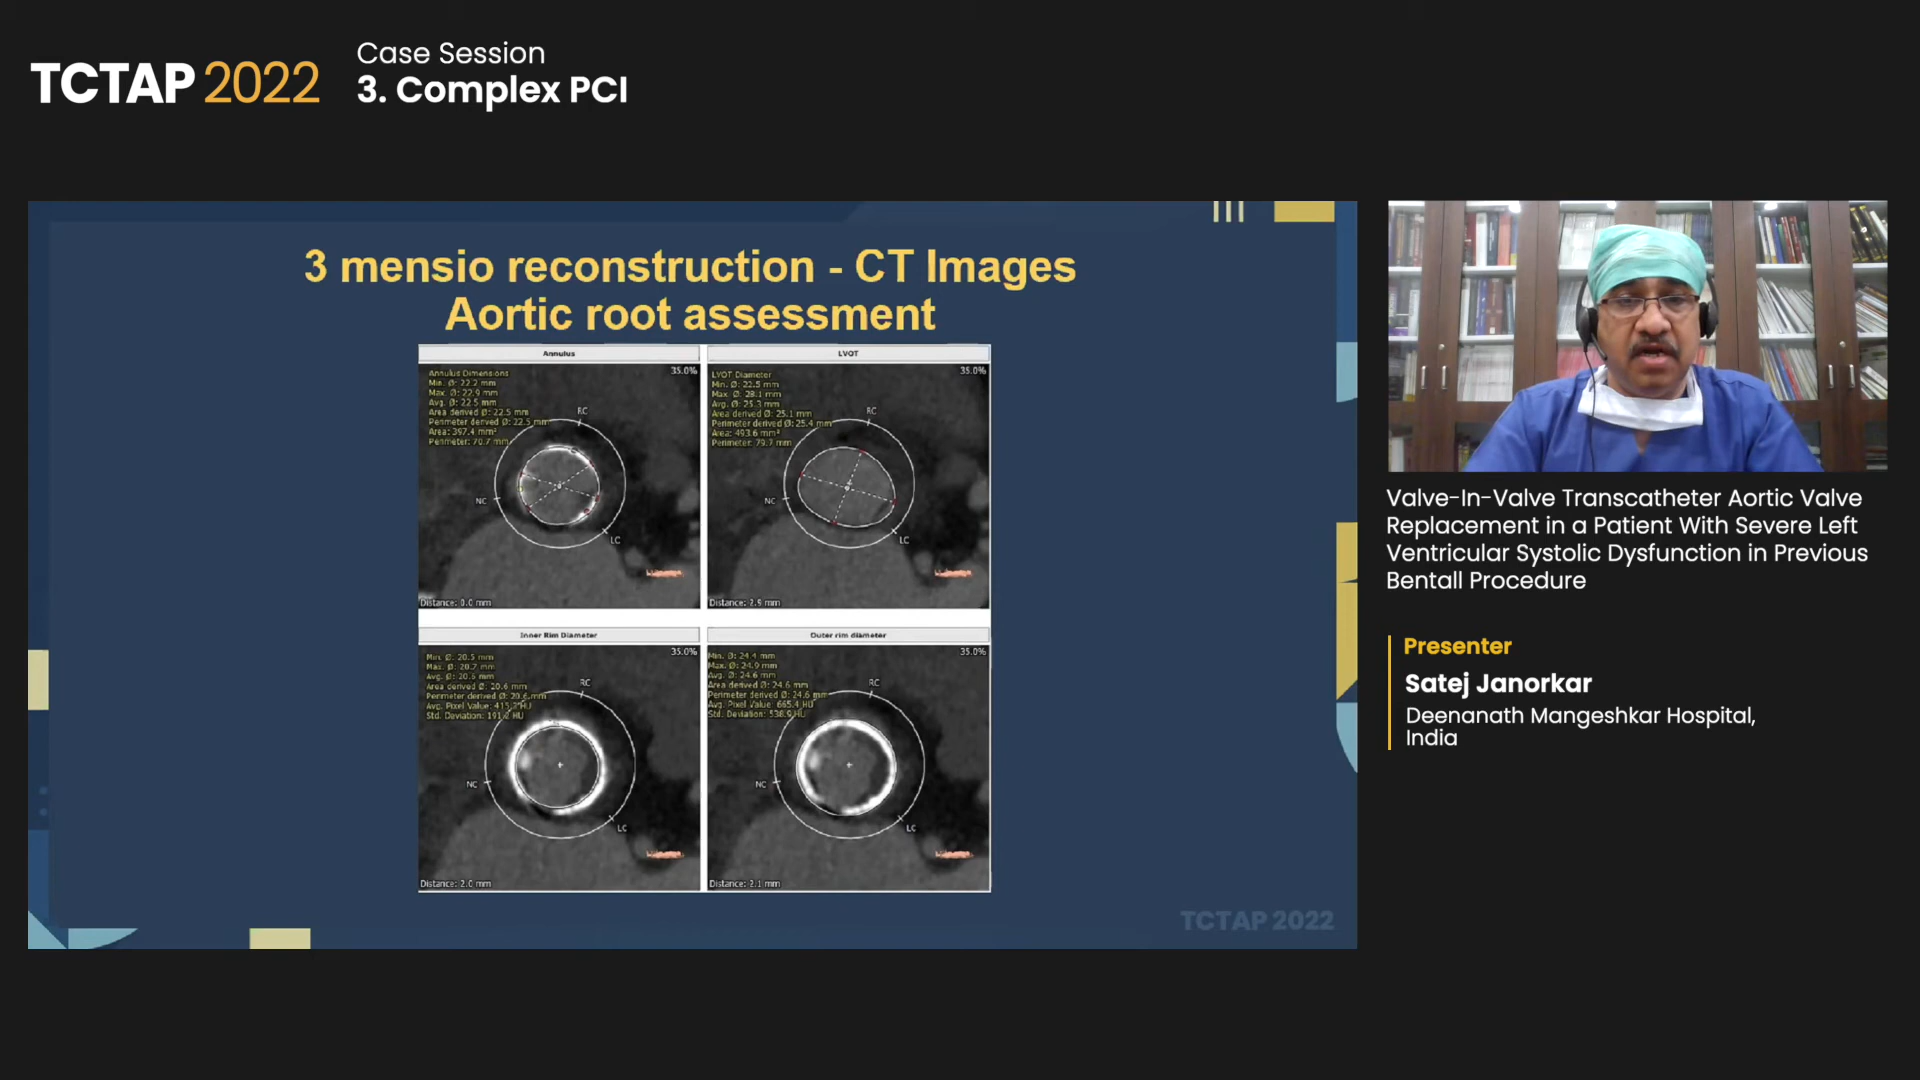 TCTAP 2022
Case Session
3. Complex PCI
3 mensio reconstruction - CT Images
Aortic root assessment
Annulus
Annulus Dimensions
Min. Ø: 22.2 mm
Max. Ø: 22.9 mm
Avg. Ø: 22.5 mm
Area derived Ø: 22.5 mm
Perimeter derived Ø: 22.5 mm
Area: 397.4 mm²
Perimeter: 70.7 mm
35.0%
RC
NC
LC
Distance: 0.0 mm
LVOT
LVOT Diameter
Min. Ø: 22.5 mm
Max. Ø: 28.1 mm
Avg. Ø: 25.3 mm
Area derived Ø: 25.1 mm
Perimeter derived Ø: 25.4 mm
Area: 493.6 mm²
Perimeter: 79.7 mm
35.0%
RC
NC
LC
Distance: 2.9 mm
Inner Rim Diameter
Min. Ø: 20.5 mm
Max. Ø: 20.7 mm
Avg. Ø: 20.6 mm
Area derived Ø: 20.6 mm
Perimeter derived Ø: 20.6 mm
Avg. Pixel Value: HU
Std. Deviation: HU
35.0%
RC
NC
LC
Distance: 2.0 mm
Outer rim diameter
Min. Ø: 24.4 mm
Max. Ø: 24.9 mm
Avg. Ø: 24.6 mm
Area derived Ø: 24.6 mm
Perimeter derived Ø: 24.6 mm
Avg. Pixel Value: 665.4 HU
Std. Deviation: 538.9 HU
35.0%
RC
NC
LC
Distance: 2.1 mm
TCTAP 2022
Valve-In-Valve Transcatheter Aortic Valve
Replacement in a Patient With Severe Left
Ventricular Systolic Dysfunction in Previous
Bentall Procedure
Presenter
Satej Janorkar
Deenanath Mangeshkar Hospital,
India